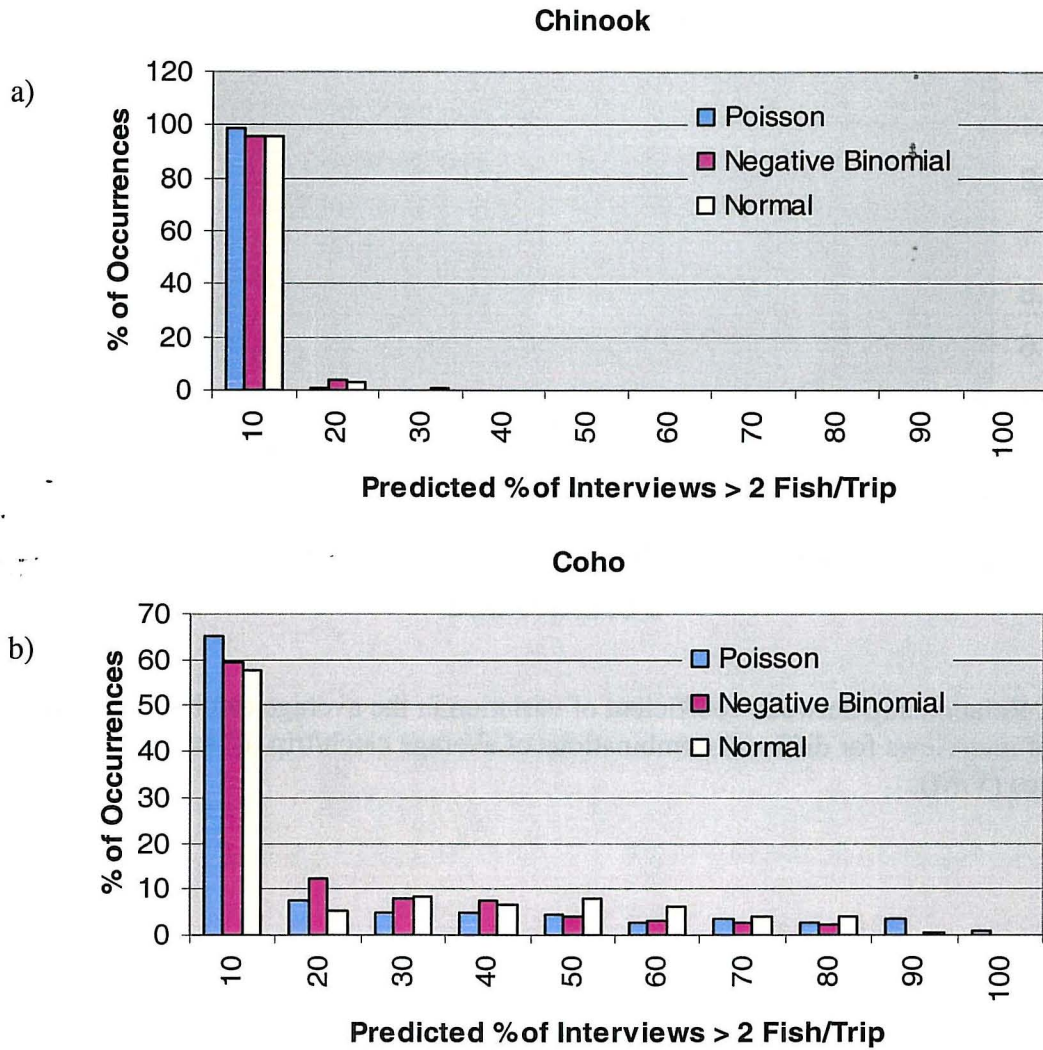 Chinook
a)
120
100
80
60
40
20
0
% of Occurrences
Poisson
Negative Binomial
Normal
10 20 30 40 50 60 70 80 90 100
Predicted % of Interviews > 2 Fish/Trip
Coho
b)
70
60
50
40
30
20
10
0
% of Occurrences
Poisson
Negative Binomial
Normal
10 20 30 40 50 60 70 80 90 100
Predicted % of Interviews > 2 Fish/Trip